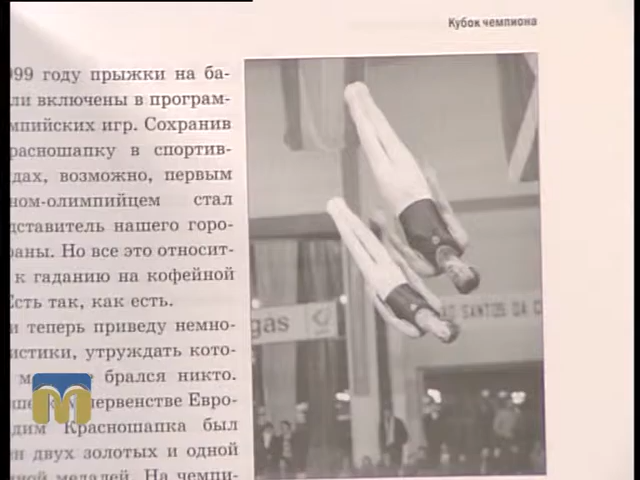 Кубок чемпиона
999 году прыжки на ба-
ли включены в програм-
мпийских игр. Сохранив
расношапку в спортив-
дах, возможно, первым
ном-олимпийцем стал
дставитель нашего горо-
раны. Но все это относит-
к гаданию на кофейной
Есть так, как есть.
и теперь приведу немно-
истики, утруждать кото-
брался никто.
первенстве Евро-
дим Красношапка был
н двух золотых и одной
ной медалей. На чемпи-
gas
ÃO SANTOS DA C
M